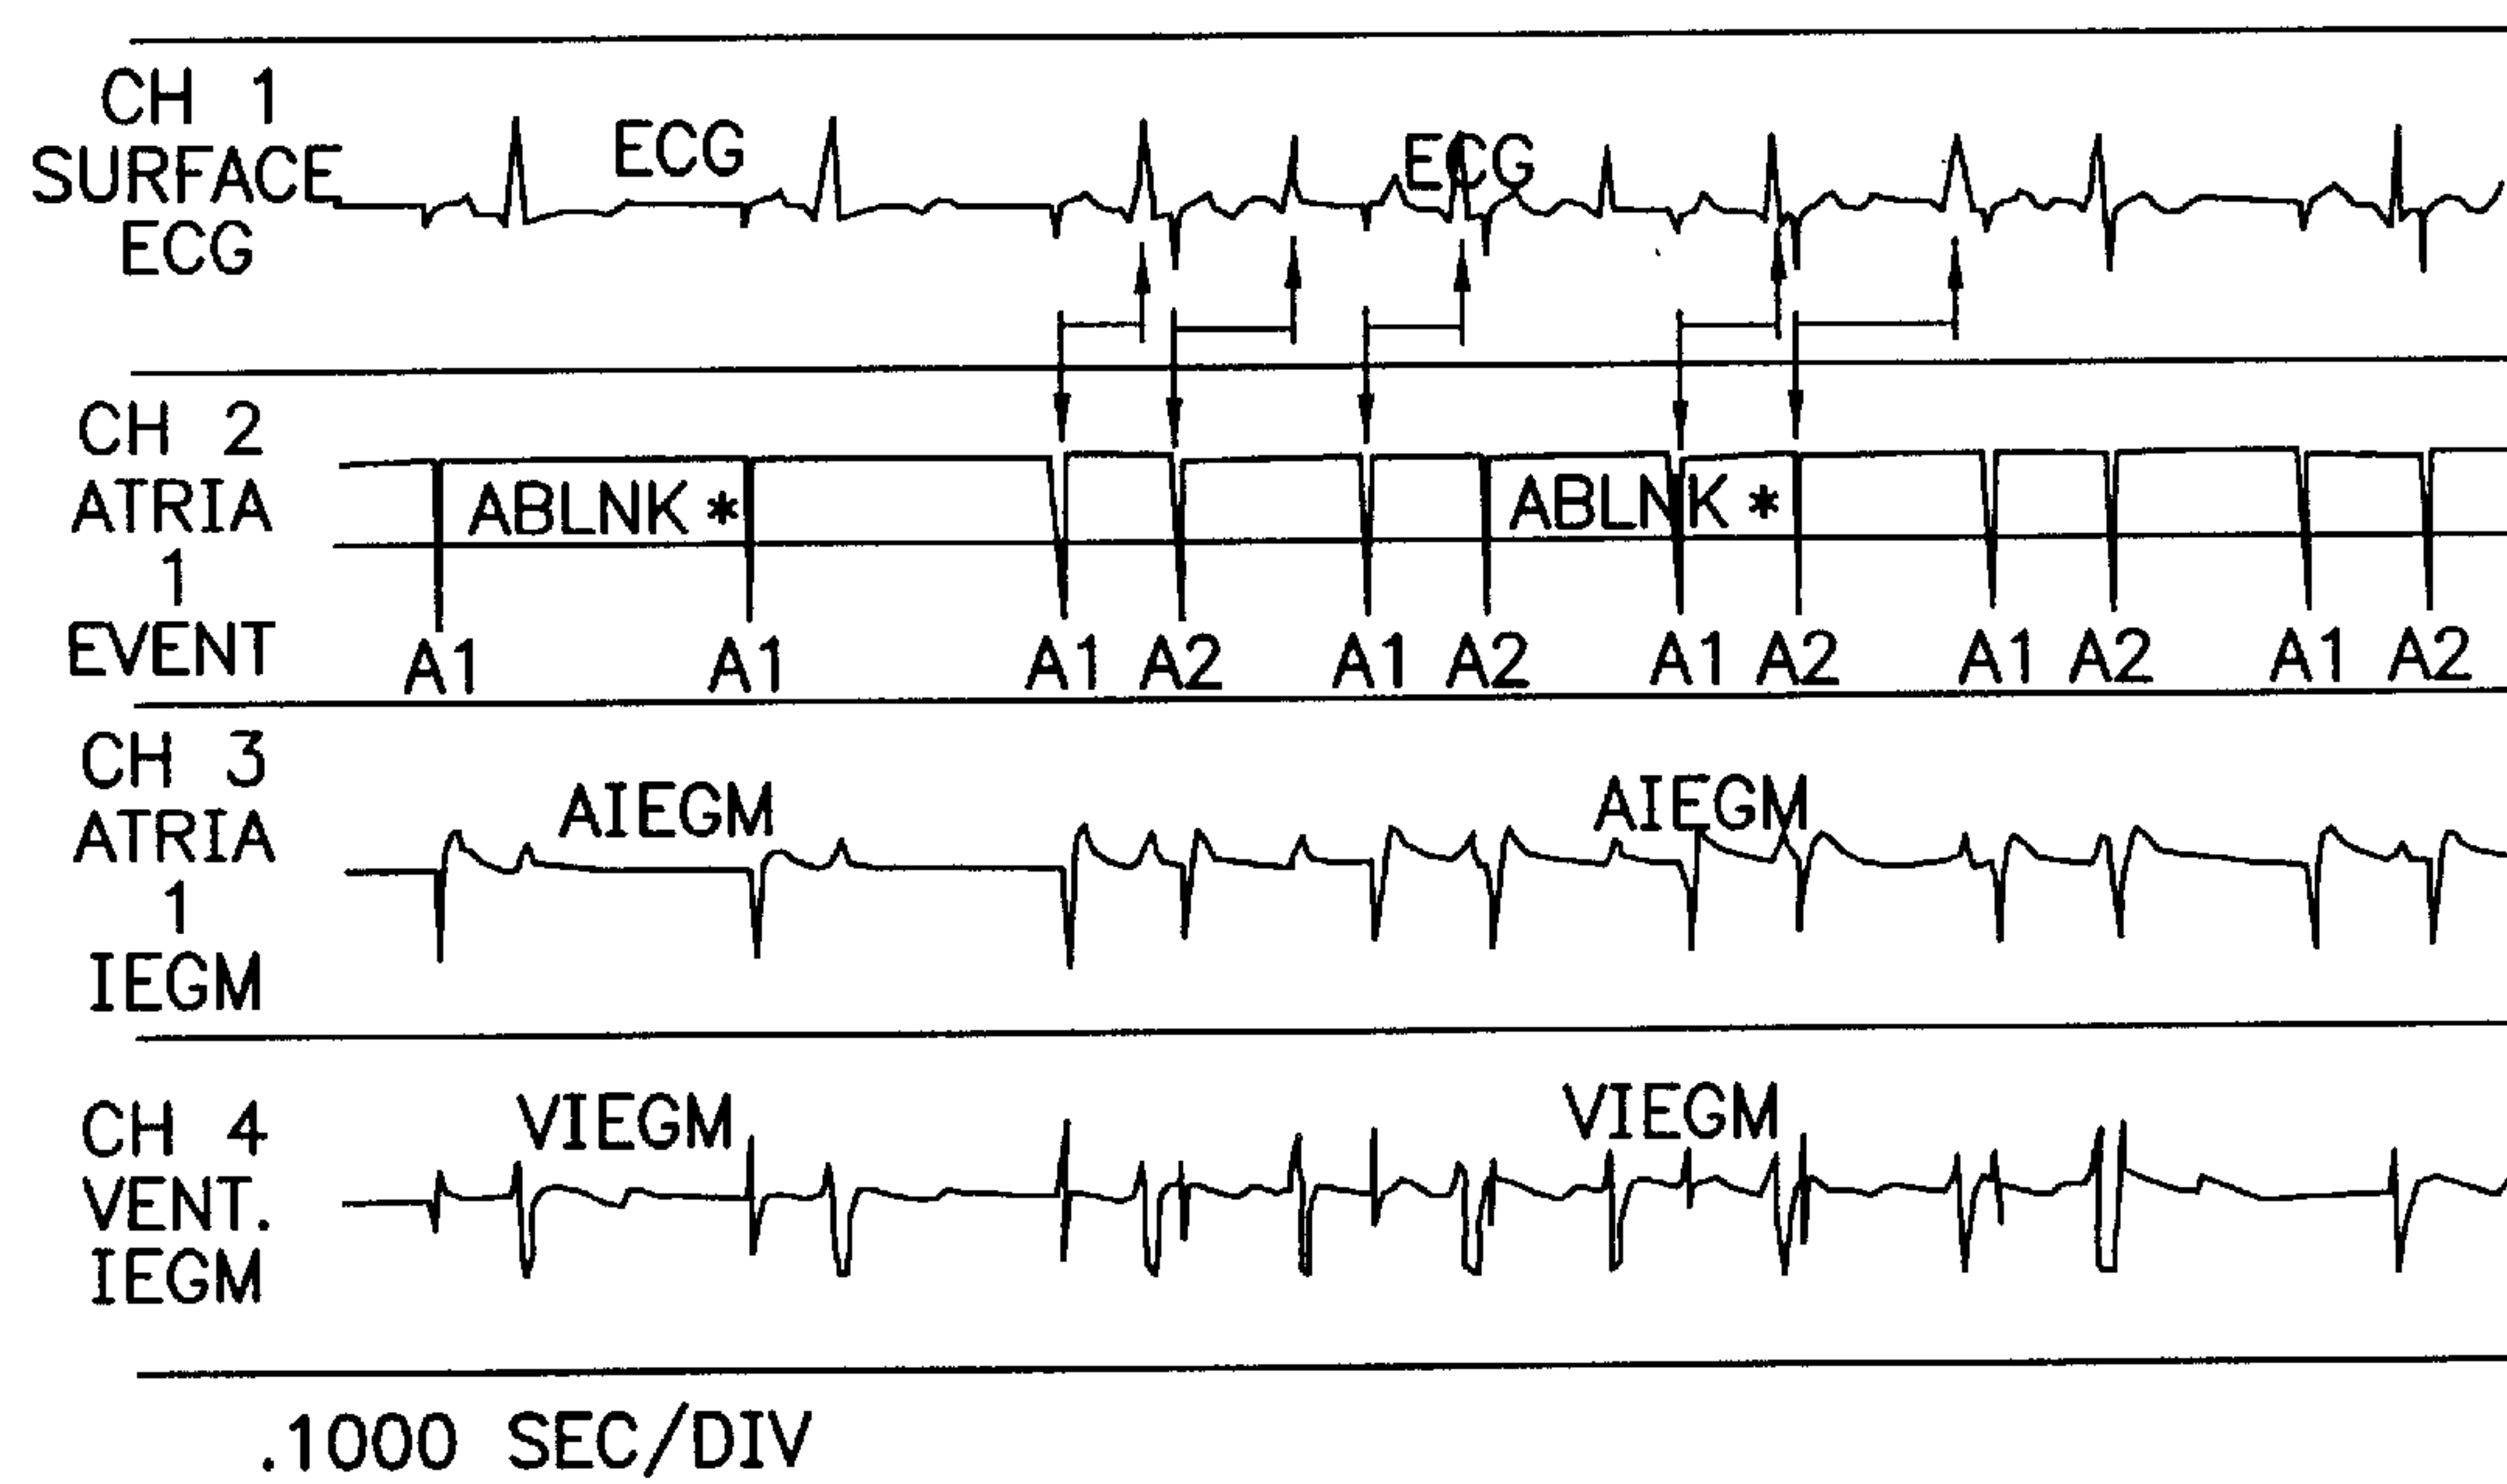 CH 1
SURFACE
ECG
ECG
ECG
CH 2
ATRIA
1
EVENT
ABLNK *
ABLNK *
A1 A1 A1 A2 A1 A2 A1 A2 A1 A2 A1 A2
CH 3
ATRIA
1
IEGM
AIEGM
AIEGM
CH 4
VENT.
IEGM
VIEGM
VIEGM
.1000 SEC/DIV